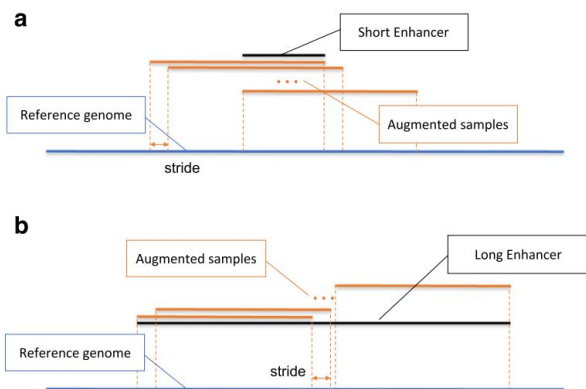 a
Short Enhancer
Reference genome
Augmented samples
stride
b
Augmented samples
Long Enhancer
Reference genome
stride